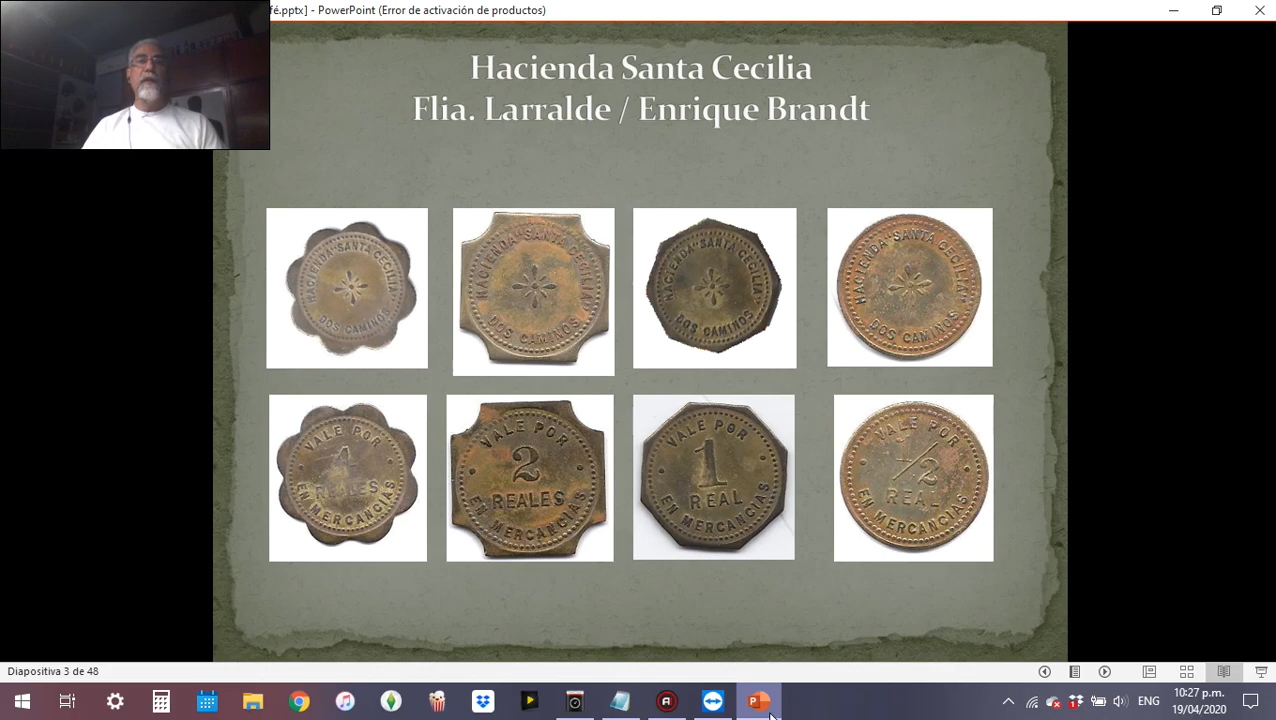 fé.pptx] - PowerPoint (Error de activación de productos)
Hacienda Santa Cecilia
Flia. Larralde / Enrique Brandt
HACIENDA "SANTA CECILIA"
DOS CAMINOS
HACIENDA "SANTA CECILIA"
DOS CAMINOS
HACIENDA "SANTA CECILIA"
DOS CAMINOS
HACIENDA "SANTA CECILIA"
DOS CAMINOS
VALE POR
REALES
EN MERCANCIAS
VALE POR
2
REALES
EN MERCANCIAS
VALE POR
1
REAL
EN MERCANCIAS
VALE POR
1/2
REAL
EN MERCANCIAS
Diapositiva 3 de 48
ENG
10:27 p.m.
19/04/2020